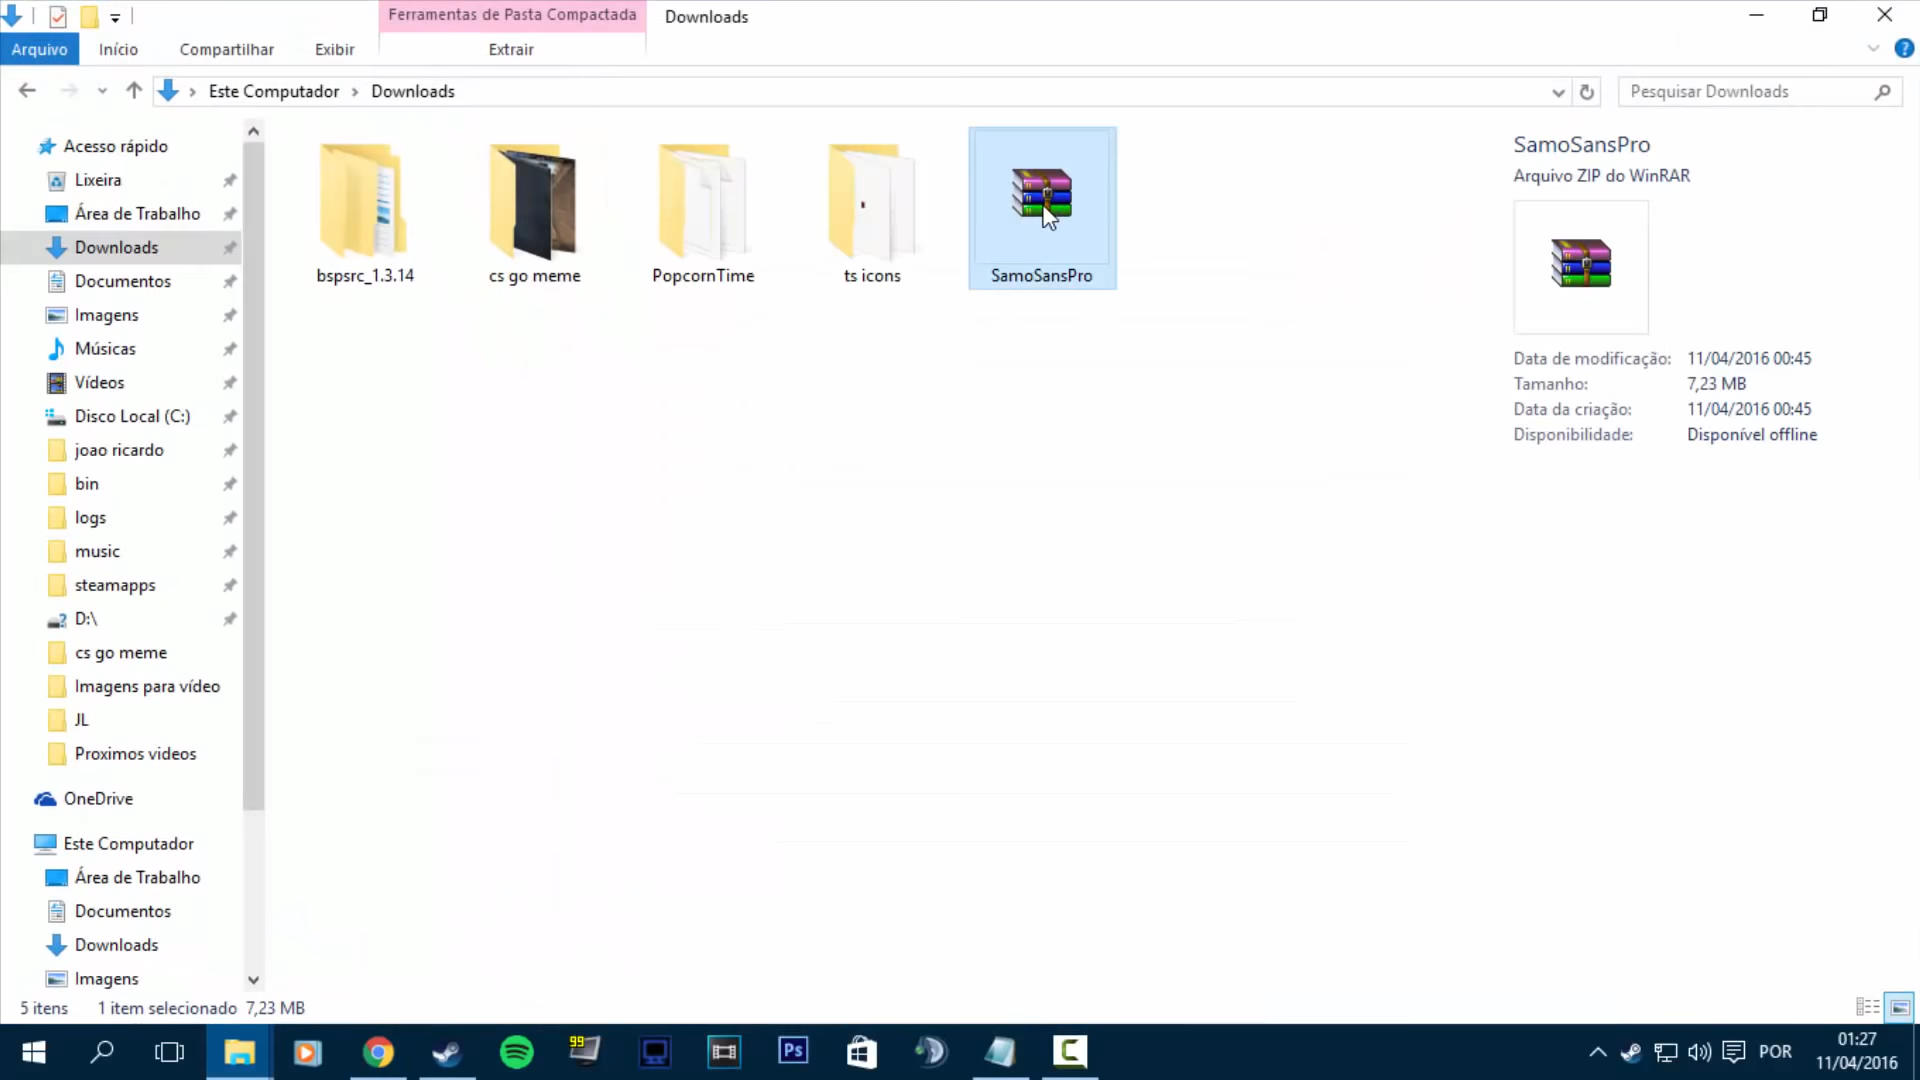 Ferramentas de Pasta Compactada
Downloads
Arquivo
Início
Compartilhar
Exibir
Extrair
Este Computador
Downloads
Pesquisar Downloads
Acesso rápido
Lixeira
Área de Trabalho
Downloads
Documentos
Imagens
Músicas
Vídeos
Disco Local (C:)
joao ricardo
bin
logs
music
steamapps
D:\
cs go meme
Imagens para vídeo
JL
Proximos videos
OneDrive
Este Computador
Área de Trabalho
Documentos
Downloads
Imagens
bspsrc_1.3.14
cs go meme
PopcornTime
ts icons
SamoSansPro
SamoSansPro
Arquivo ZIP do WinRAR
Data de modificação: 11/04/2016 00:45
Tamanho: 7,23 MB
Data da criação: 11/04/2016 00:45
Disponibilidade: Disponível offline
5 itens
1 item selecionado 7,23 MB
99
Ps
POR
01:27
11/04/2016